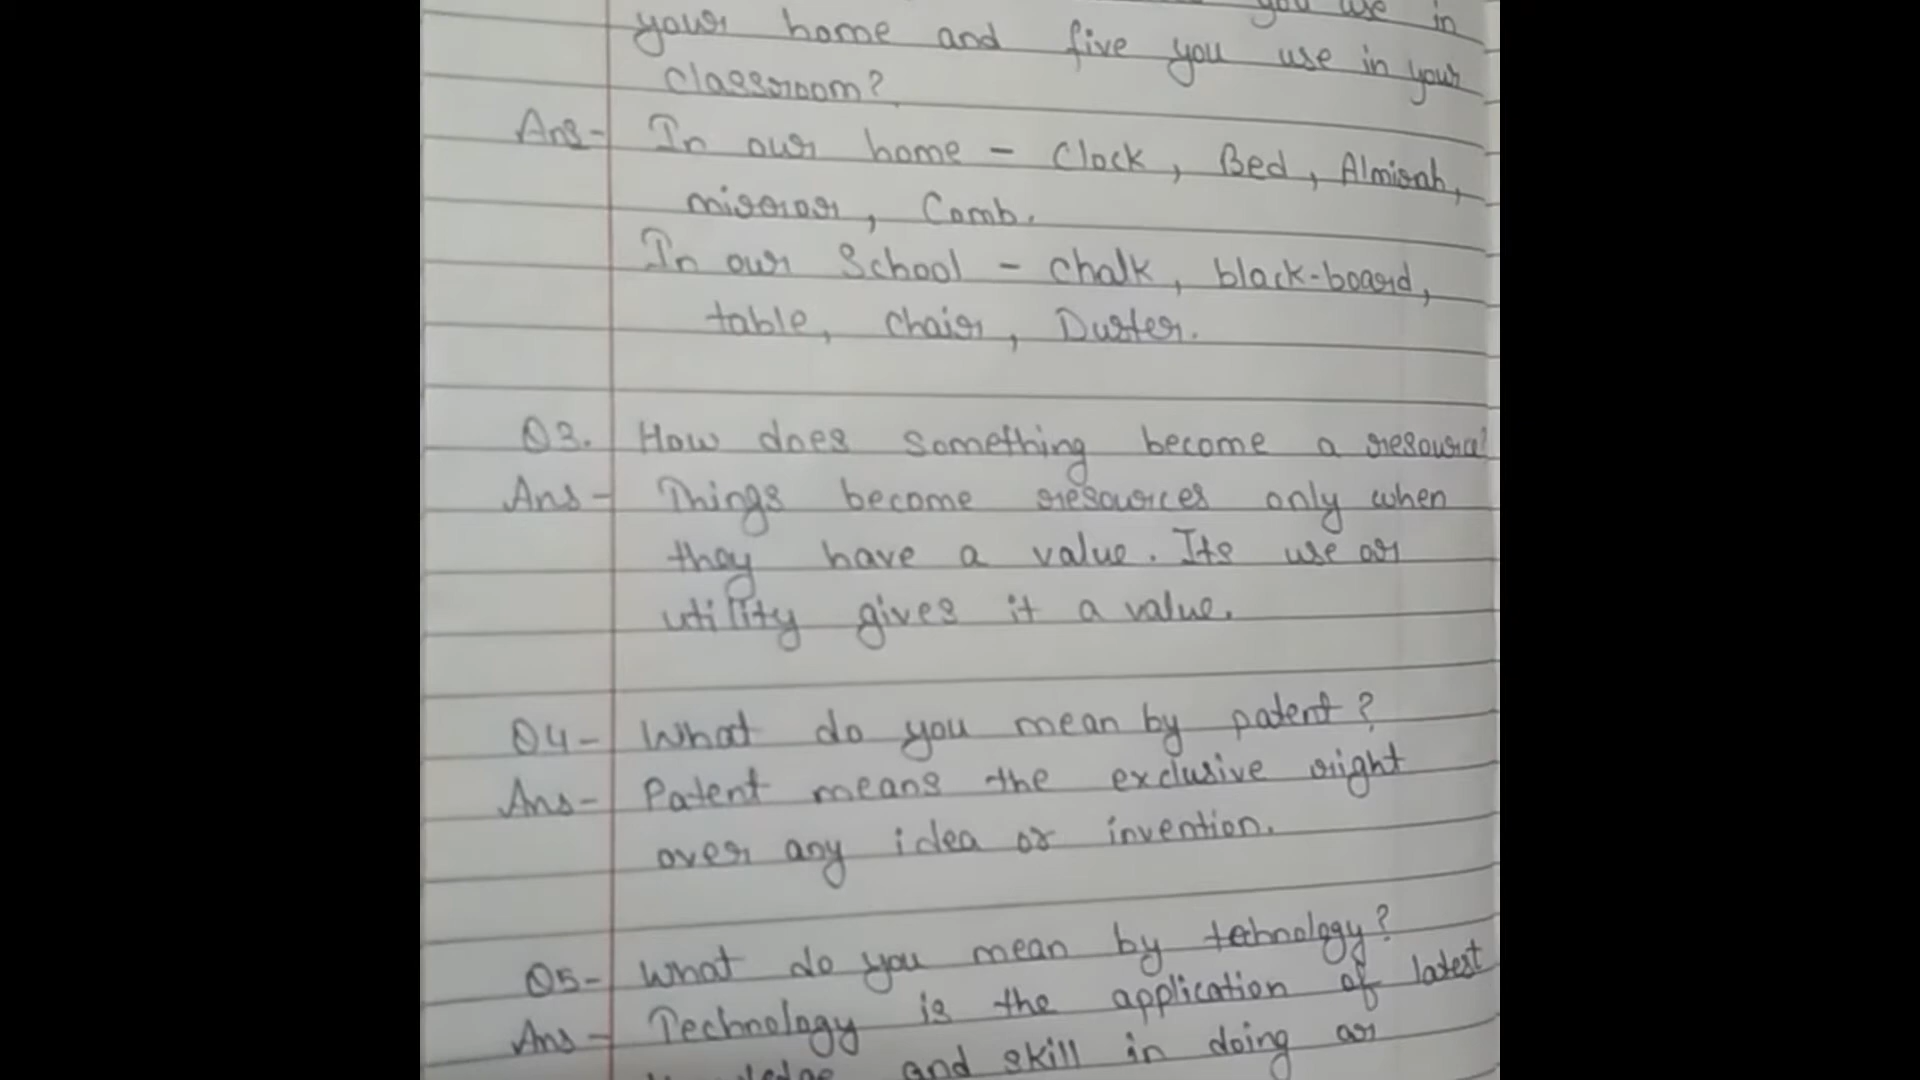 you use in
your home and five you use in your
classroom?
Ans- In our home - Clock, Bed, Almirah,
mirror, Comb.
In our School - chalk, black-board,
table, chair, Duster.
Q3. How does something become a resource?
Ans- Things become resources only when
they have a value. Its use or
utility gives it a value.
Q4- What do you mean by patent?
Ans- Patent means the exclusive right
over any idea or invention.
Q5- What do you mean by technology?
Ans- Technology is the application of latest
knowledge and skill in doing or